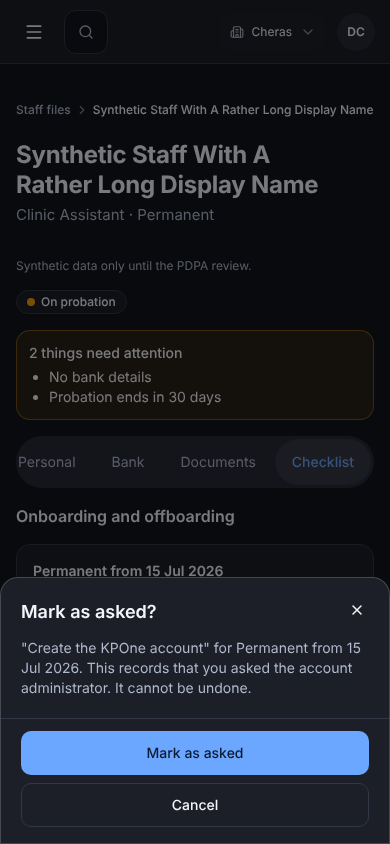 Cheras
DC
Staff files
Synthetic Staff With A Rather Long Display Name
Synthetic Staff With A
Rather Long Display Name
Clinic Assistant · Permanent
Synthetic data only until the PDPA review.
On probation
2 things need attention
• No bank details
• Probation ends in 30 days
Personal
Bank
Documents
Checklist
Onboarding and offboarding
Permanent from 15 Jul 2026
Mark as asked?
"Create the KPOne account" for Permanent from 15
Jul 2026. This records that you asked the account
administrator. It cannot be undone.
Mark as asked
Cancel